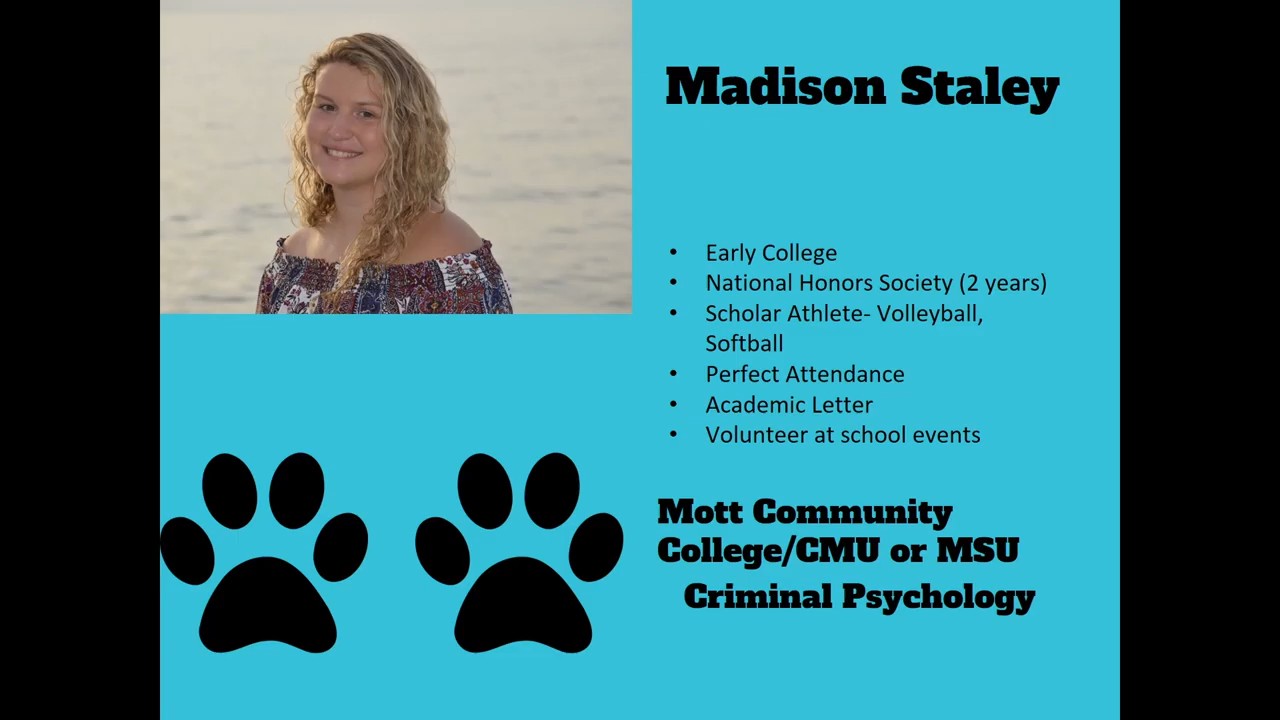 Madison Staley
• Early College
• National Honors Society (2 years)
• Scholar Athlete- Volleyball,
Softball
• Perfect Attendance
• Academic Letter
• Volunteer at school events
Mott Community
College/CMU or MSU
Criminal Psychology